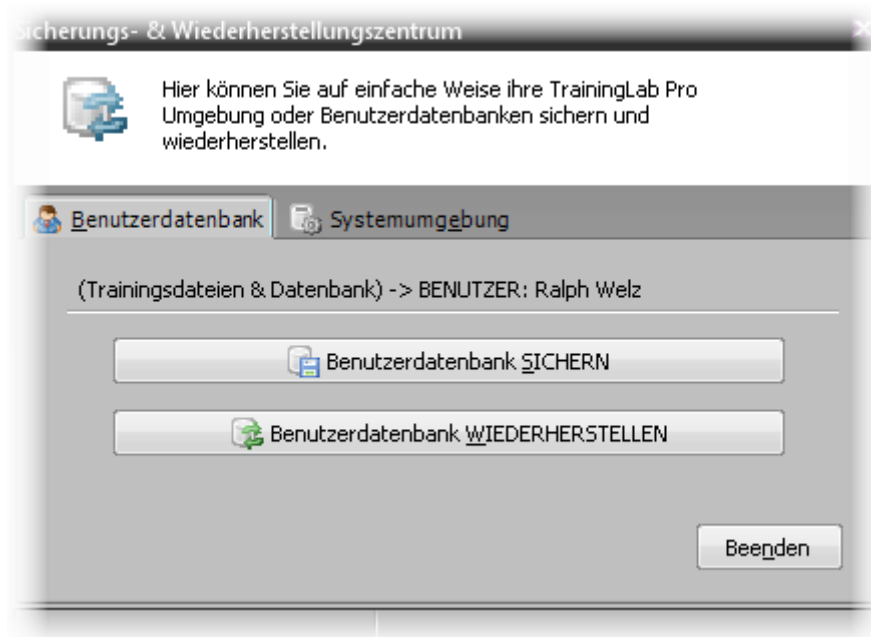 Sicherungs- & Wiederherstellungszentrum
Hier können Sie auf einfache Weise ihre TrainingLab Pro
Umgebung oder Benutzerdatenbanken sichern und
wiederherstellen.
Benutzerdatenbank Systemumgebung
(Trainingsdateien & Datenbank) -> BENUTZER: Ralph Welz
Benutzerdatenbank SICHERN
Benutzerdatenbank WIEDERHERSTELLEN
Beenden